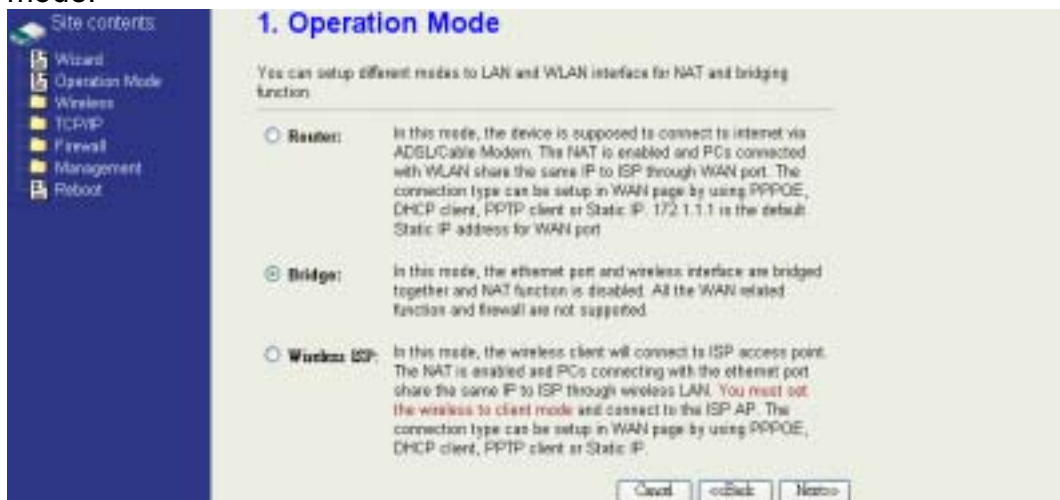 mode.
Site contents:
Wizard
Operation Mode
Wireless
TCP/IP
Firewall
Management
Reboot
1. Operation Mode
You can setup different modes to LAN and WLAN interface for NAT and bridging
function.
Router:
In this mode, the device is supposed to connect to internet via
ADSL/Cable Modem. The NAT is enabled and PCs connected
with WLAN share the same IP to ISP through WAN port. The
connection type can be setup in WAN page by using PPPOE,
DHCP client, PPTP client or Static IP. 172.1.1.1 is the default
Static IP address for WAN port
Bridge:
In this mode, the ethernet port and wireless interface are bridged
together and NAT function is disabled. All the WAN related
function and firewall are not supported.
Wireless ISP:
In this mode, the wireless client will connect to ISP access point.
The NAT is enabled and PCs connecting with the ethernet port
share the same IP to ISP through wireless LAN. You must set
the wireless to client mode and connect to the ISP AP. The
connection type can be setup in WAN page by using PPPOE,
DHCP client, PPTP client or Static IP.
Cancel
<<Back
Next>>